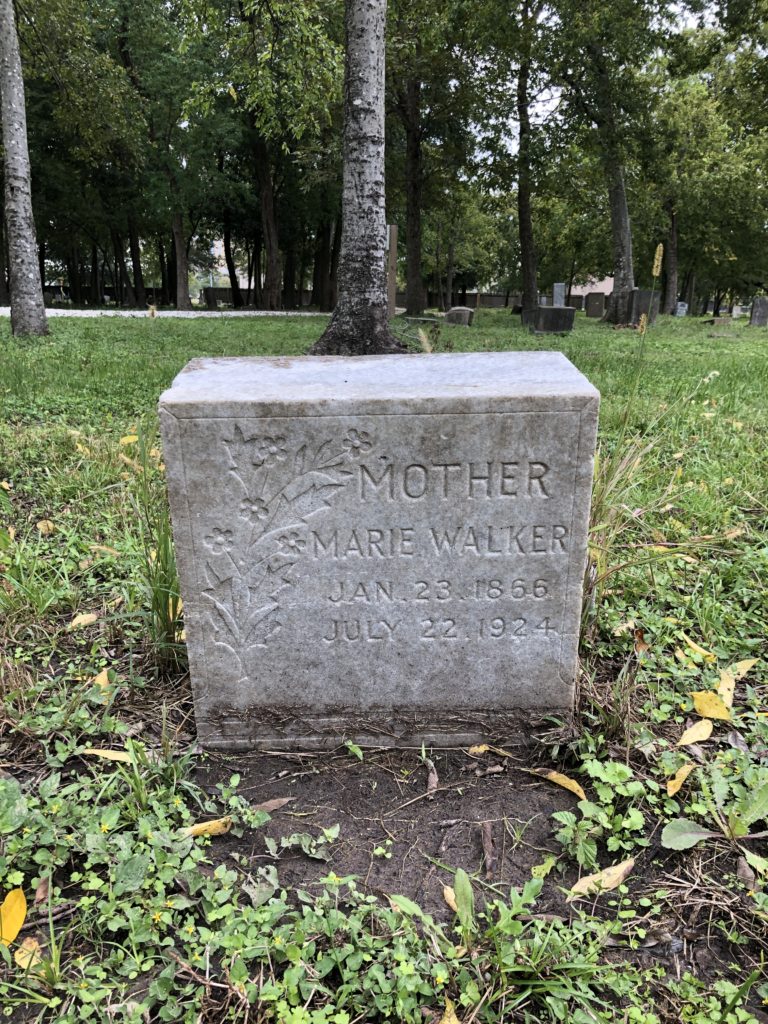 MOTHER
MARIE WALKER
JAN. 23. 1866
JULY 22. 1924